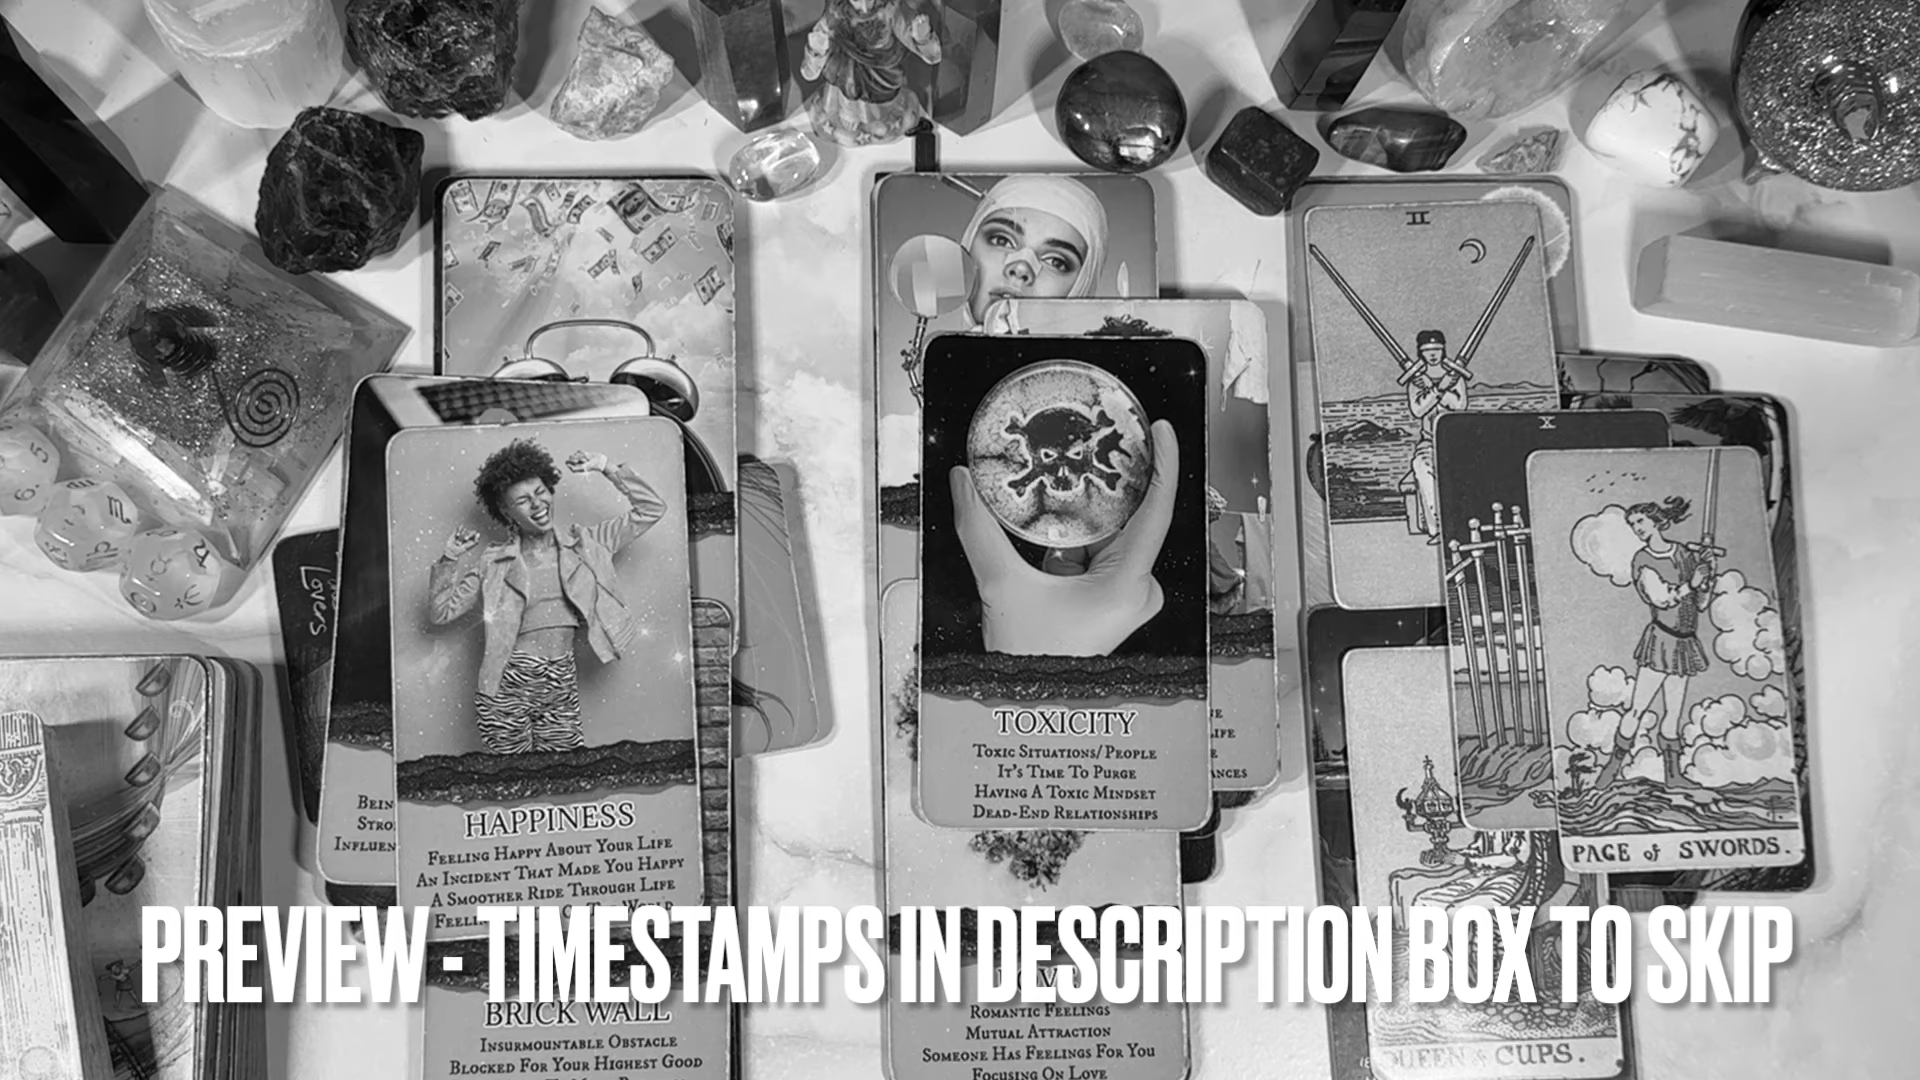 II
X
Lovers
HAPPINESS
FEELING HAPPY ABOUT YOUR LIFE
AN INCIDENT THAT MADE YOU HAPPY
A SMOOTHER RIDE THROUGH LIFE
TOXICITY
TOXIC SITUATIONS/PEOPLE
IT'S TIME TO PURGE
HAVING A TOXIC MINDSET
DEAD-END RELATIONSHIPS
PAGE of SWORDS.
PREVIEW - TIMESTAMPS IN DESCRIPTION BOX TO SKIP
BRICK WALL
INSURMOUNTABLE OBSTACLE
BLOCKED FOR YOUR HIGHEST GOOD
ROMANTIC FEELINGS
MUTUAL ATTRACTION
SOMEONE HAS FEELINGS FOR YOU
FOCUSING ON LOVE
QUEEN of CUPS.